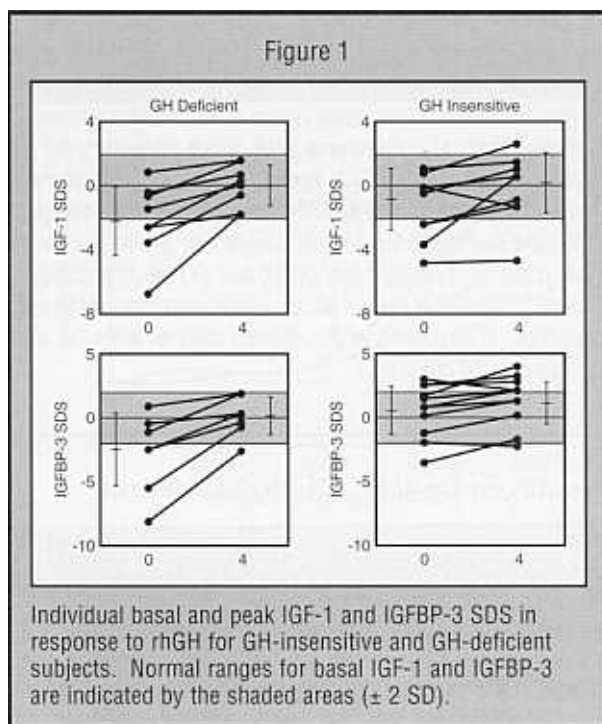 Figure 1
GH Deficient
GH Insensitive
4
0
-4
-8
IGF-1 SDS
0
4
4
0
-4
-8
IGF-1 SDS
0
4
5
0
-5
-10
IGFBP-3 SDS
0
4
5
0
-5
-10
IGFBP-3 SDS
0
4
Individual basal and peak IGF-1 and IGFBP-3 SDS in
response to rhGH for GH-insensitive and GH-deficient
subjects. Normal ranges for basal IGF-1 and IGFBP-3
are indicated by the shaded areas (± 2 SD).